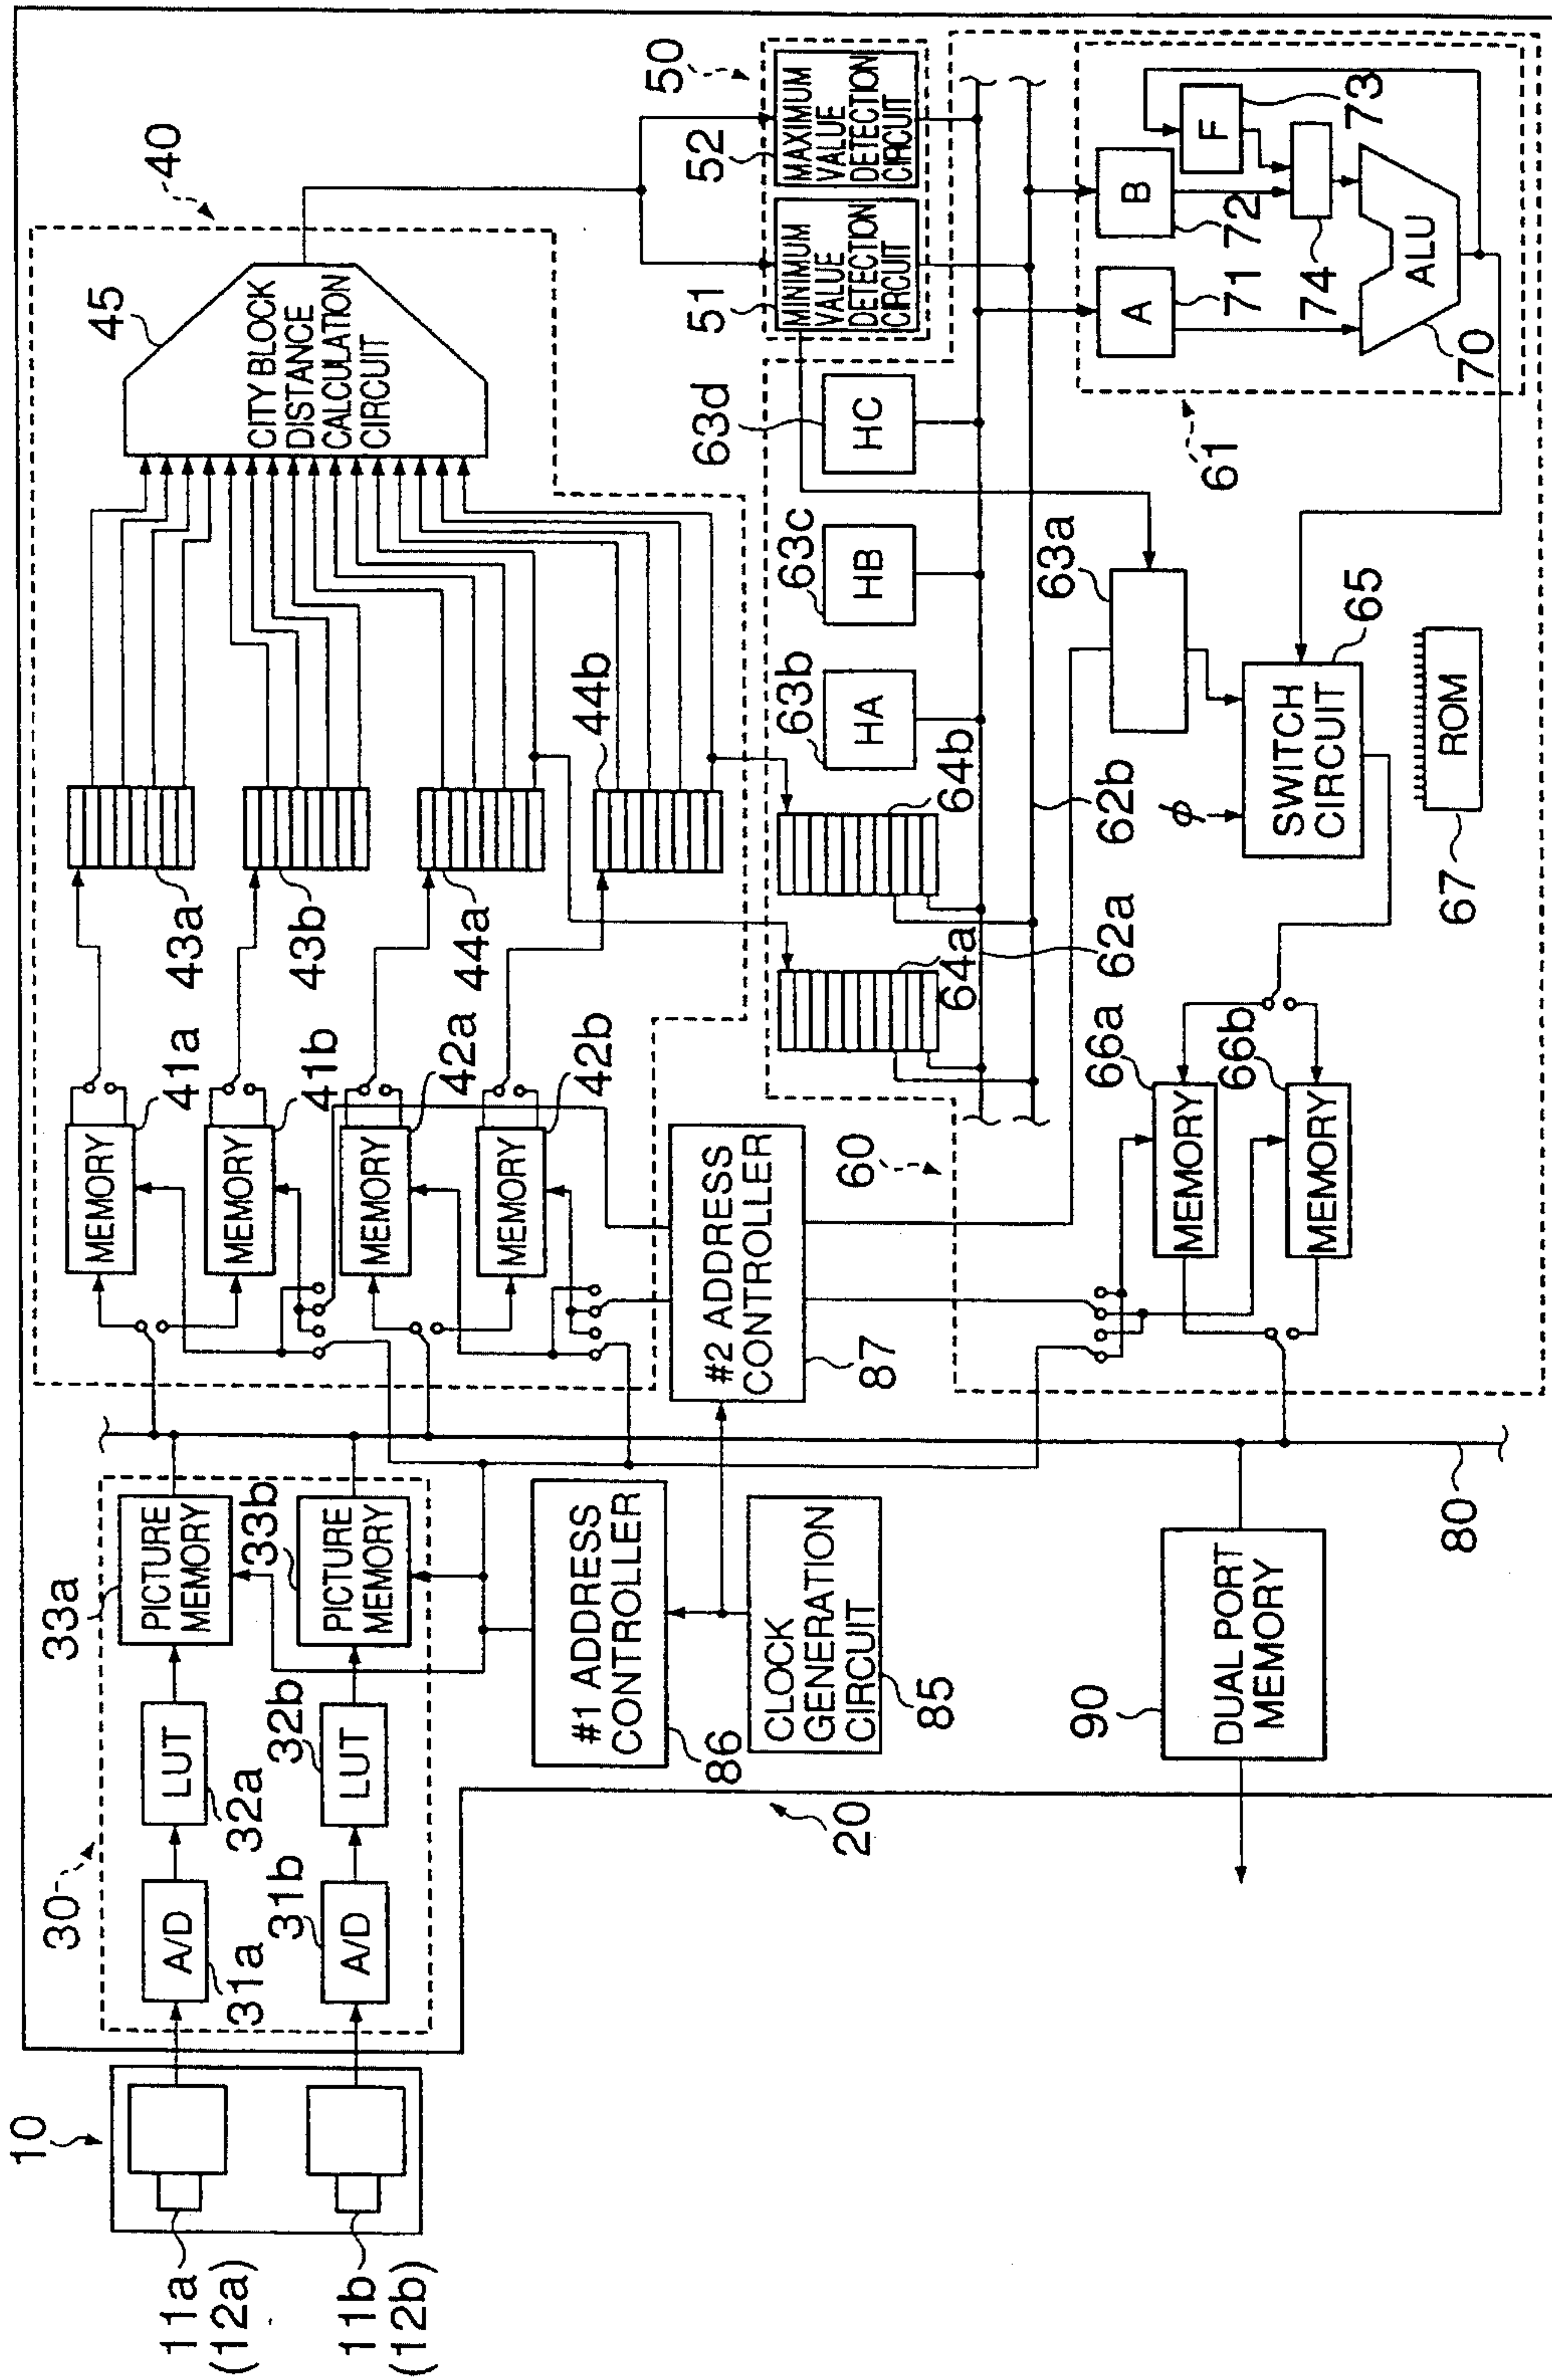 10
11a
(12a)
11b
(12b)
20
30
A/D
31a
LUT
32a
PICTURE
MEMORY
33a
A/D
31b
LUT
32b
PICTURE
MEMORY
33b
#1 ADDRESS
CONTROLLER
86
CLOCK
GENERATION
CIRCUIT
85
#2 ADDRESS
CONTROLLER
87
DUAL PORT
MEMORY
90
80
40
MEMORY
41a
MEMORY
41b
MEMORY
42a
MEMORY
42b
43a
43b
44a
44b
45
CITY BLOCK
DISTANCE
CALCULATION
CIRCUIT
50
51
MINIMUM
VALUE
DETECTION
CIRCUIT
52
MAXIMUM
VALUE
DETECTION
CIRCUIT
60
64a
64b
63b
HA
63c
HB
63d
HC
62a
62b
63a
66a
MEMORY
66b
MEMORY
ϕ
SWITCH
CIRCUIT
65
ROM
67
61
A
71
B
72
F
73
74
ALU
70